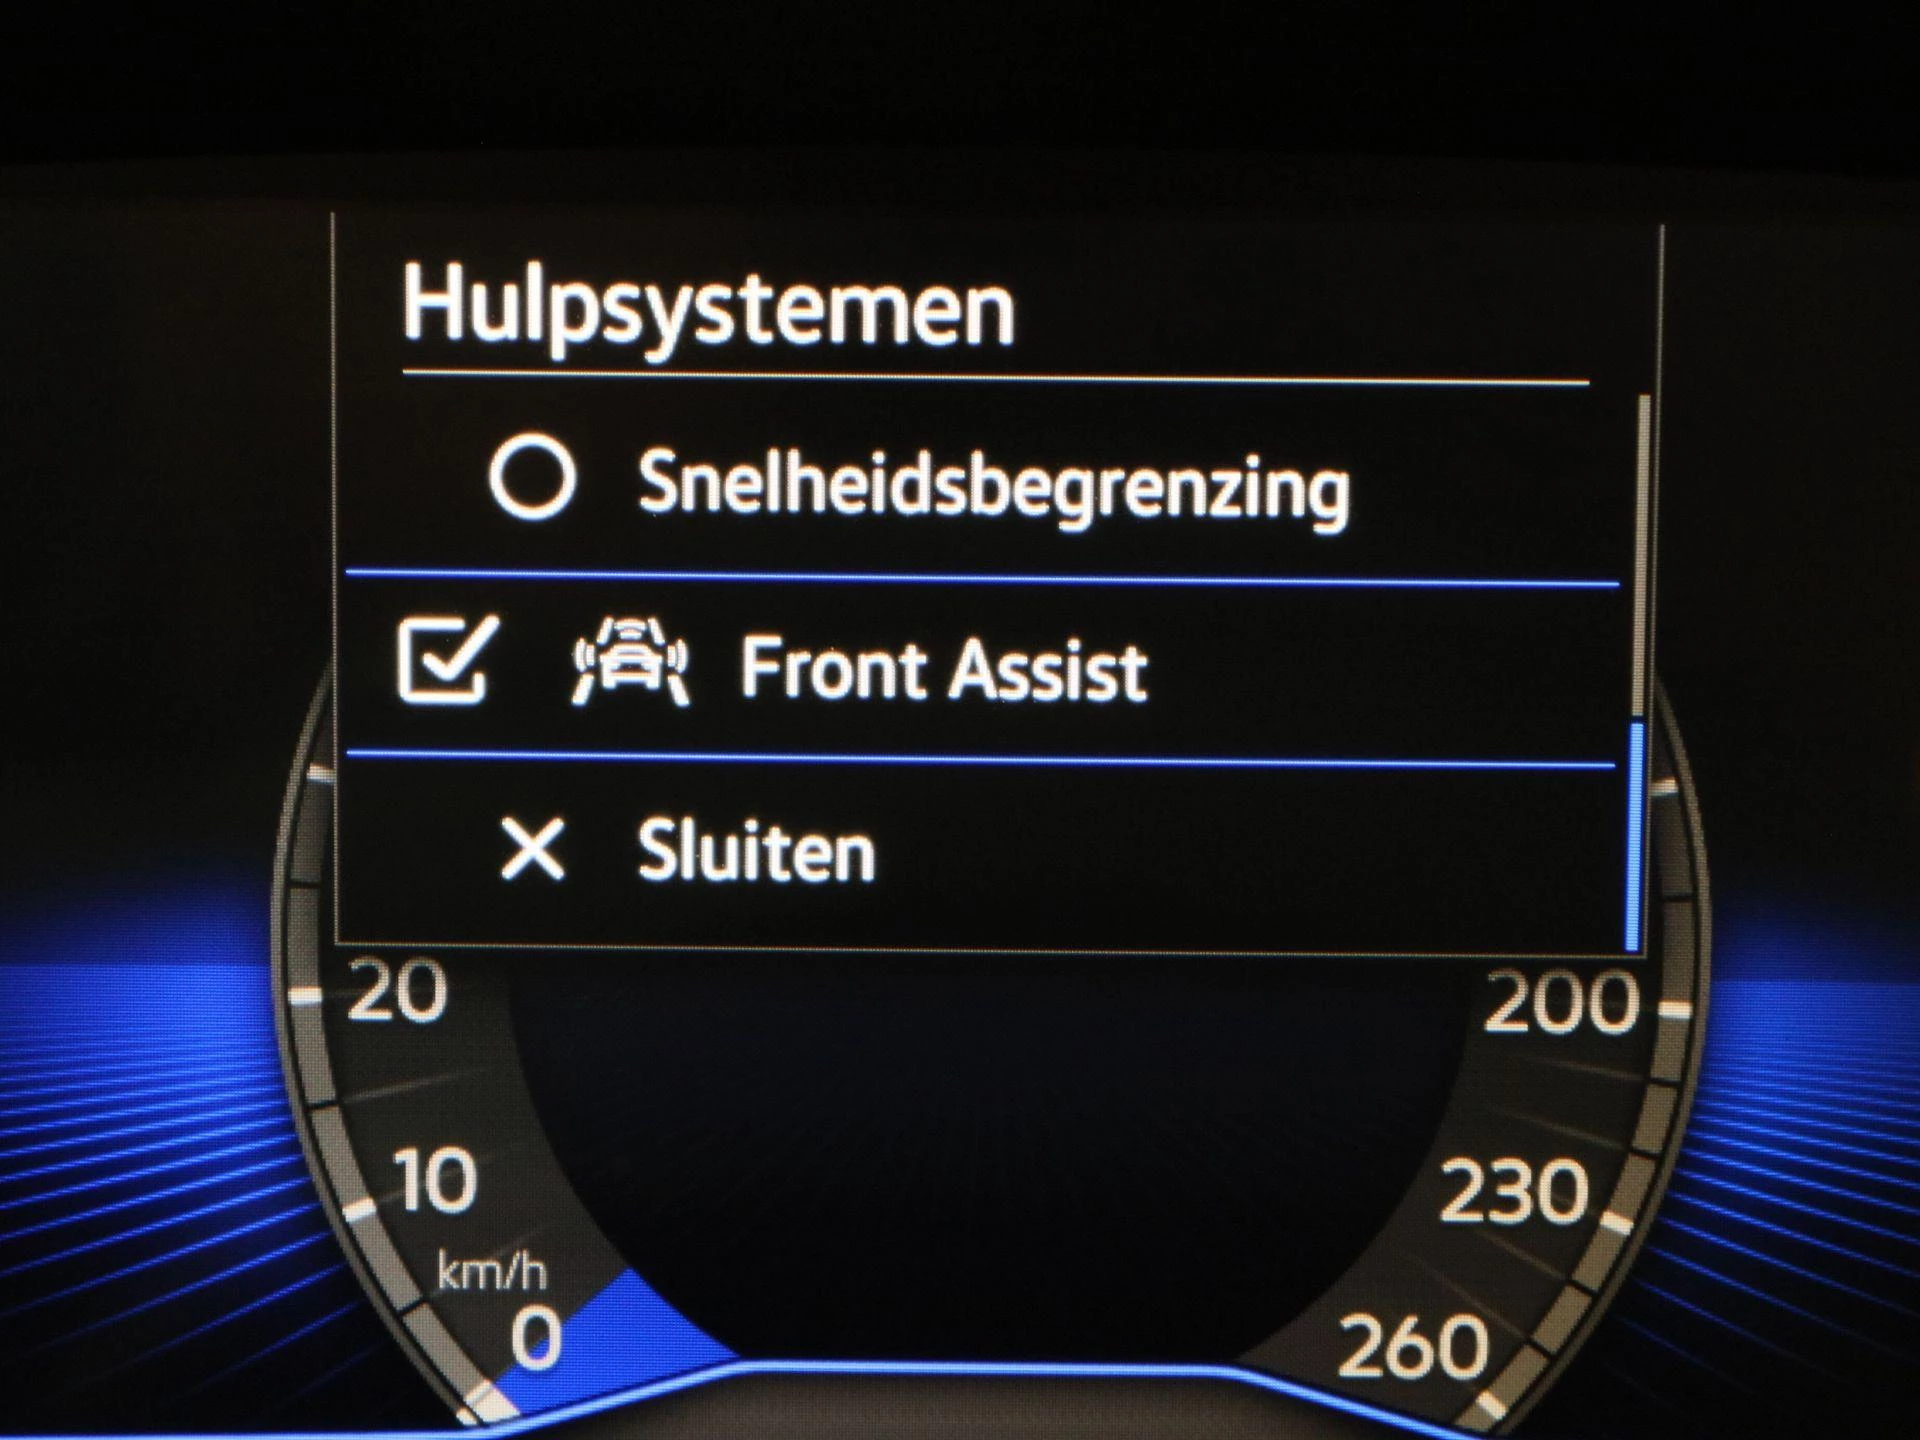 Hulpsystemen
Snelheidsbegrenzing
Front Assist
Sluiten
20
200
10
230
km/h
0
260